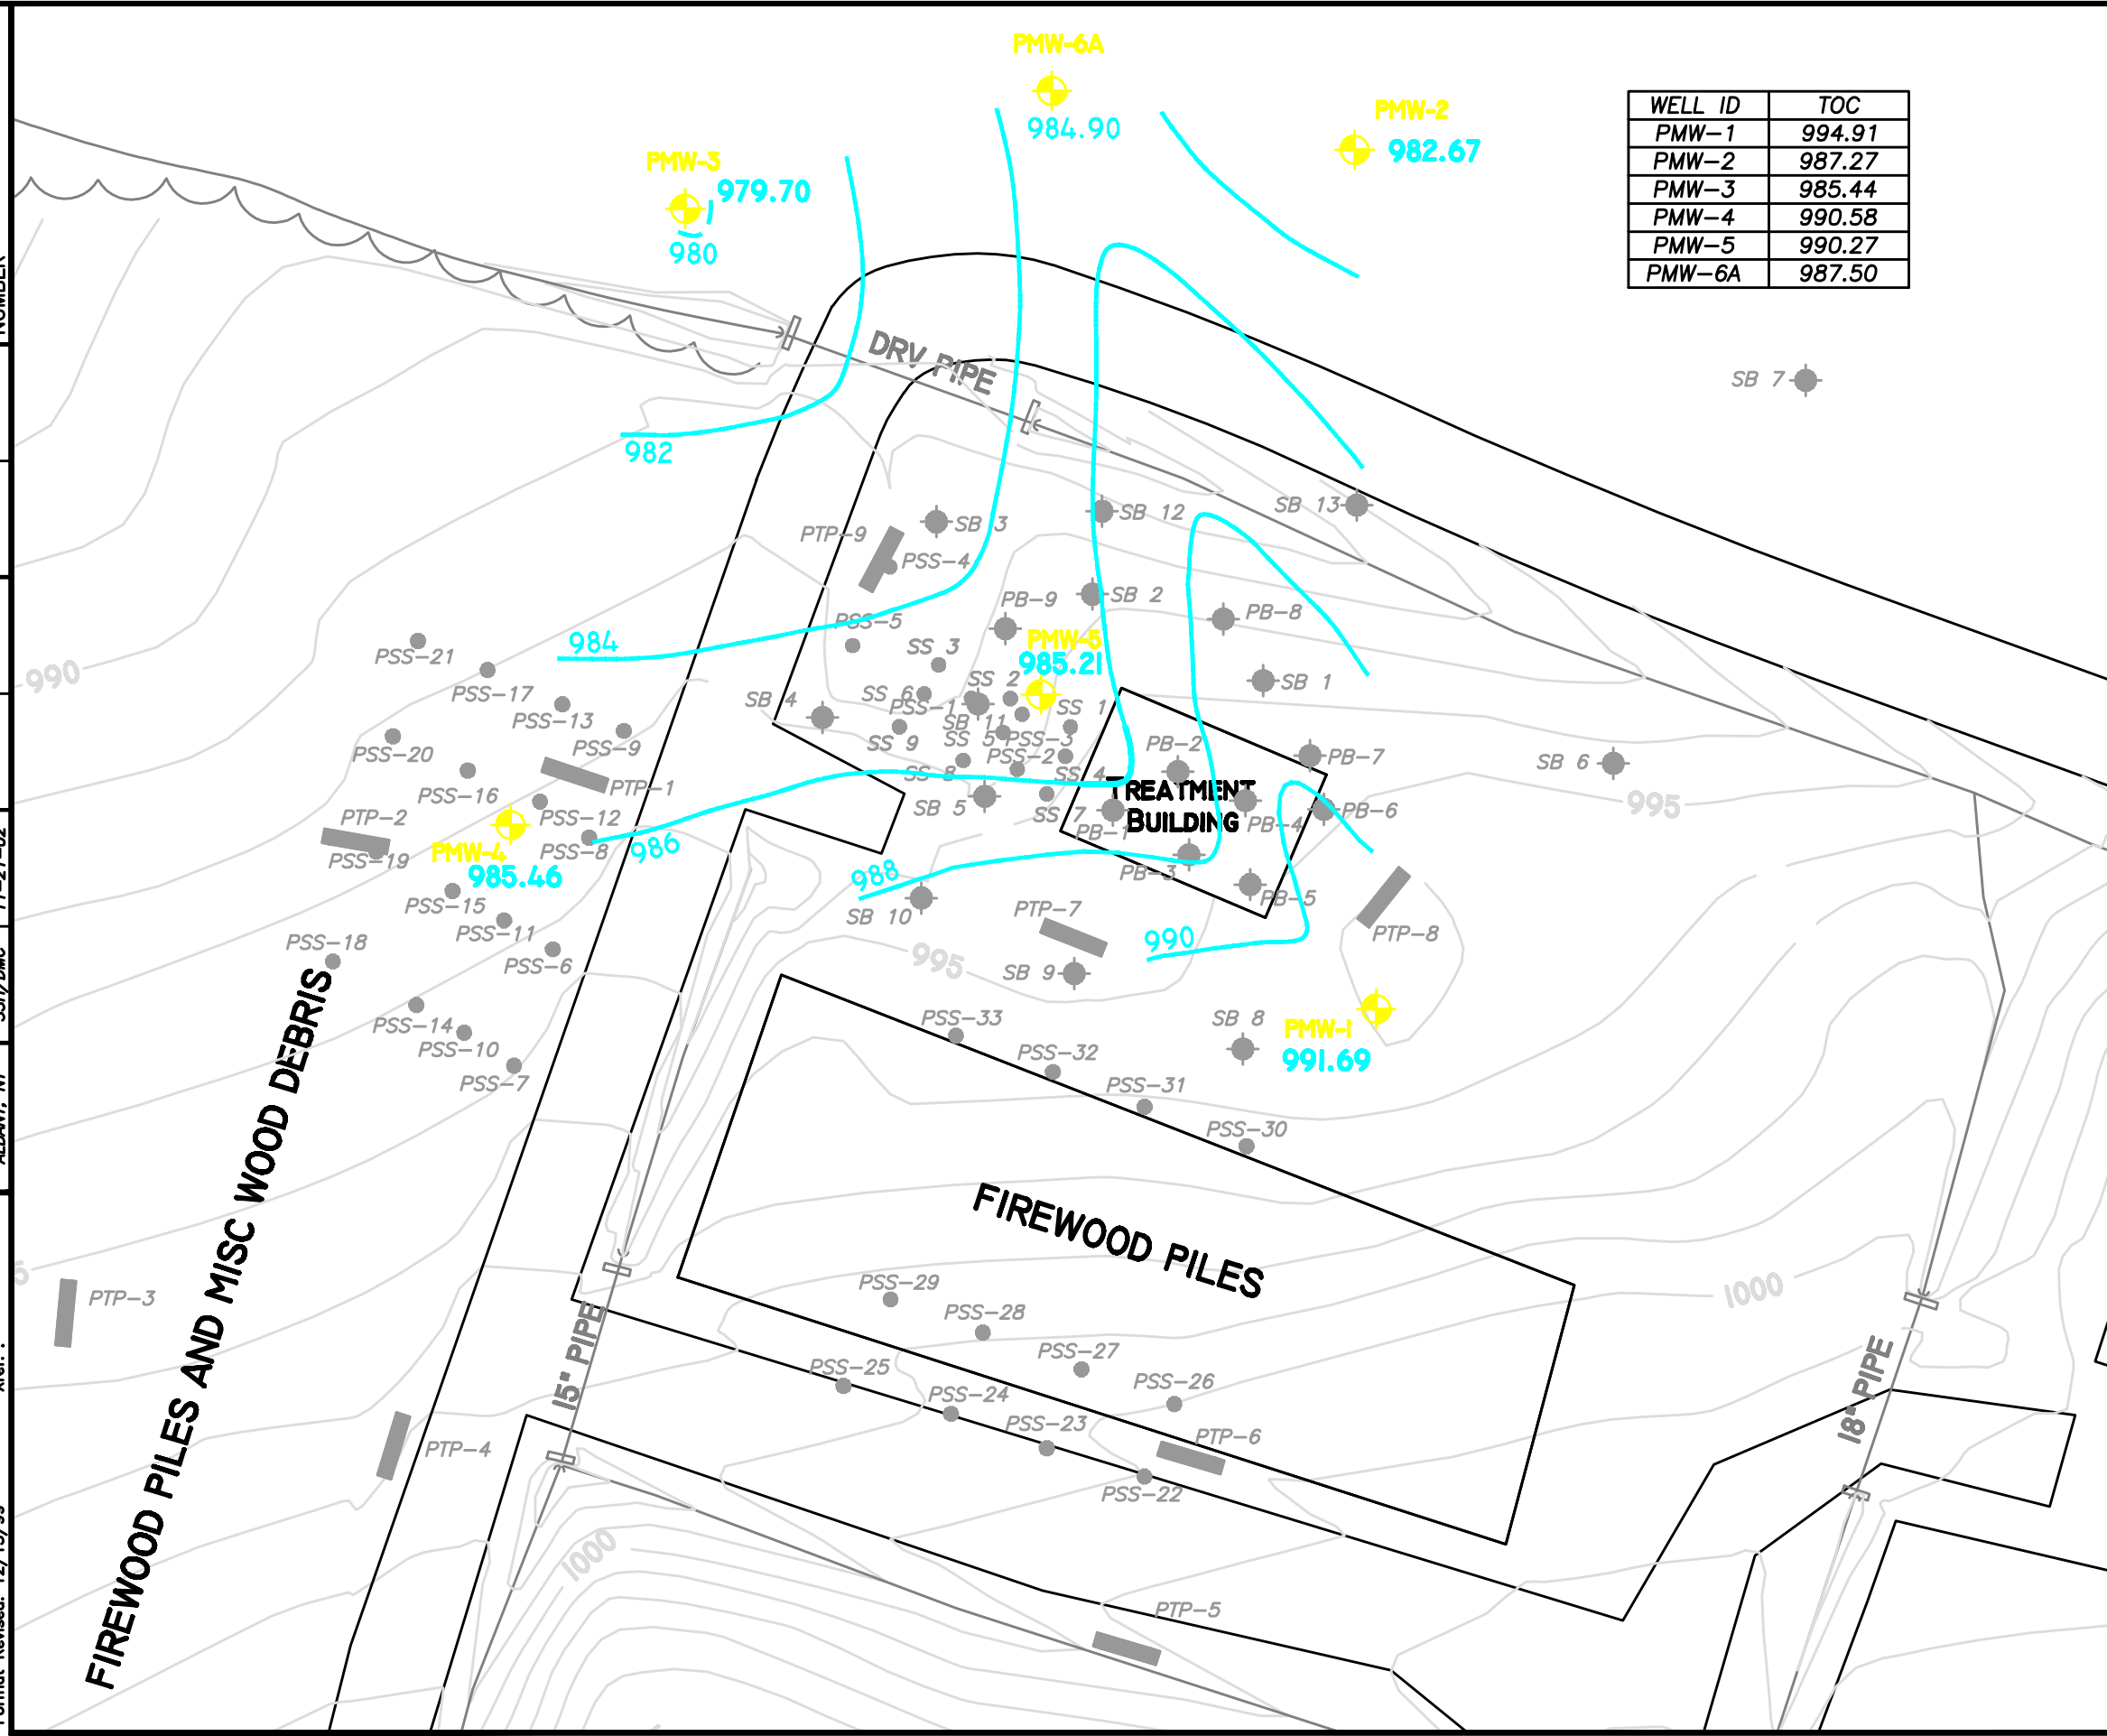 PMW-6A
984.90
PMW-2
982.67
PMW-3
979.70
980
WELL ID TOC
PMW-1 994.91
PMW-2 987.27
PMW-3 985.44
PMW-4 990.58
PMW-5 990.27
PMW-6A 987.50
NUMBER
DRV PIPE
982
SB 7
SB 3
SB 12
SB 13
PTP-9
PSS-4
PB-9
SB 2
PB-8
PSS-5
984
PMW-5
985.21
SS 3
PSS-21
990
PSS-17
SS 2
SB 1
SS 6
PSS-1
SB 4
PSS-13
SB 11
SS 1
PSS-9
SS 9
SS 5
PSS-3
PB-2
PB-7
PSS-20
PSS-2
SS 8
SS 4
SB 6
PTP-1
PSS-16
TREATMENT
BUILDING
995
SB 5
SS 7
PB-1
PB-4
PB-6
PTP-2
PSS-12
PSS-19
PMW-4
985.46
PSS-8
986
988
PB-3
PB-5
PSS-15
SB 10
PTP-7
PSS-11
PTP-8
990
PSS-18
PSS-6
995
SB 9
11-27-02
PSS-14
PSS-10
PSS-33
SB 8
PMW-1
991.69
PSS-32
PSS-7
PSS-31
PSS-30
FIREWOOD PILES AND MISC WOOD DEBRIS
FIREWOOD PILES
PTP-3
PSS-29
1000
PSS-28
15" PIPE
PSS-27
PSS-25
PSS-26
18" PIPE
PSS-24
PSS-23
PTP-4
PTP-6
PSS-22
1000
PTP-5